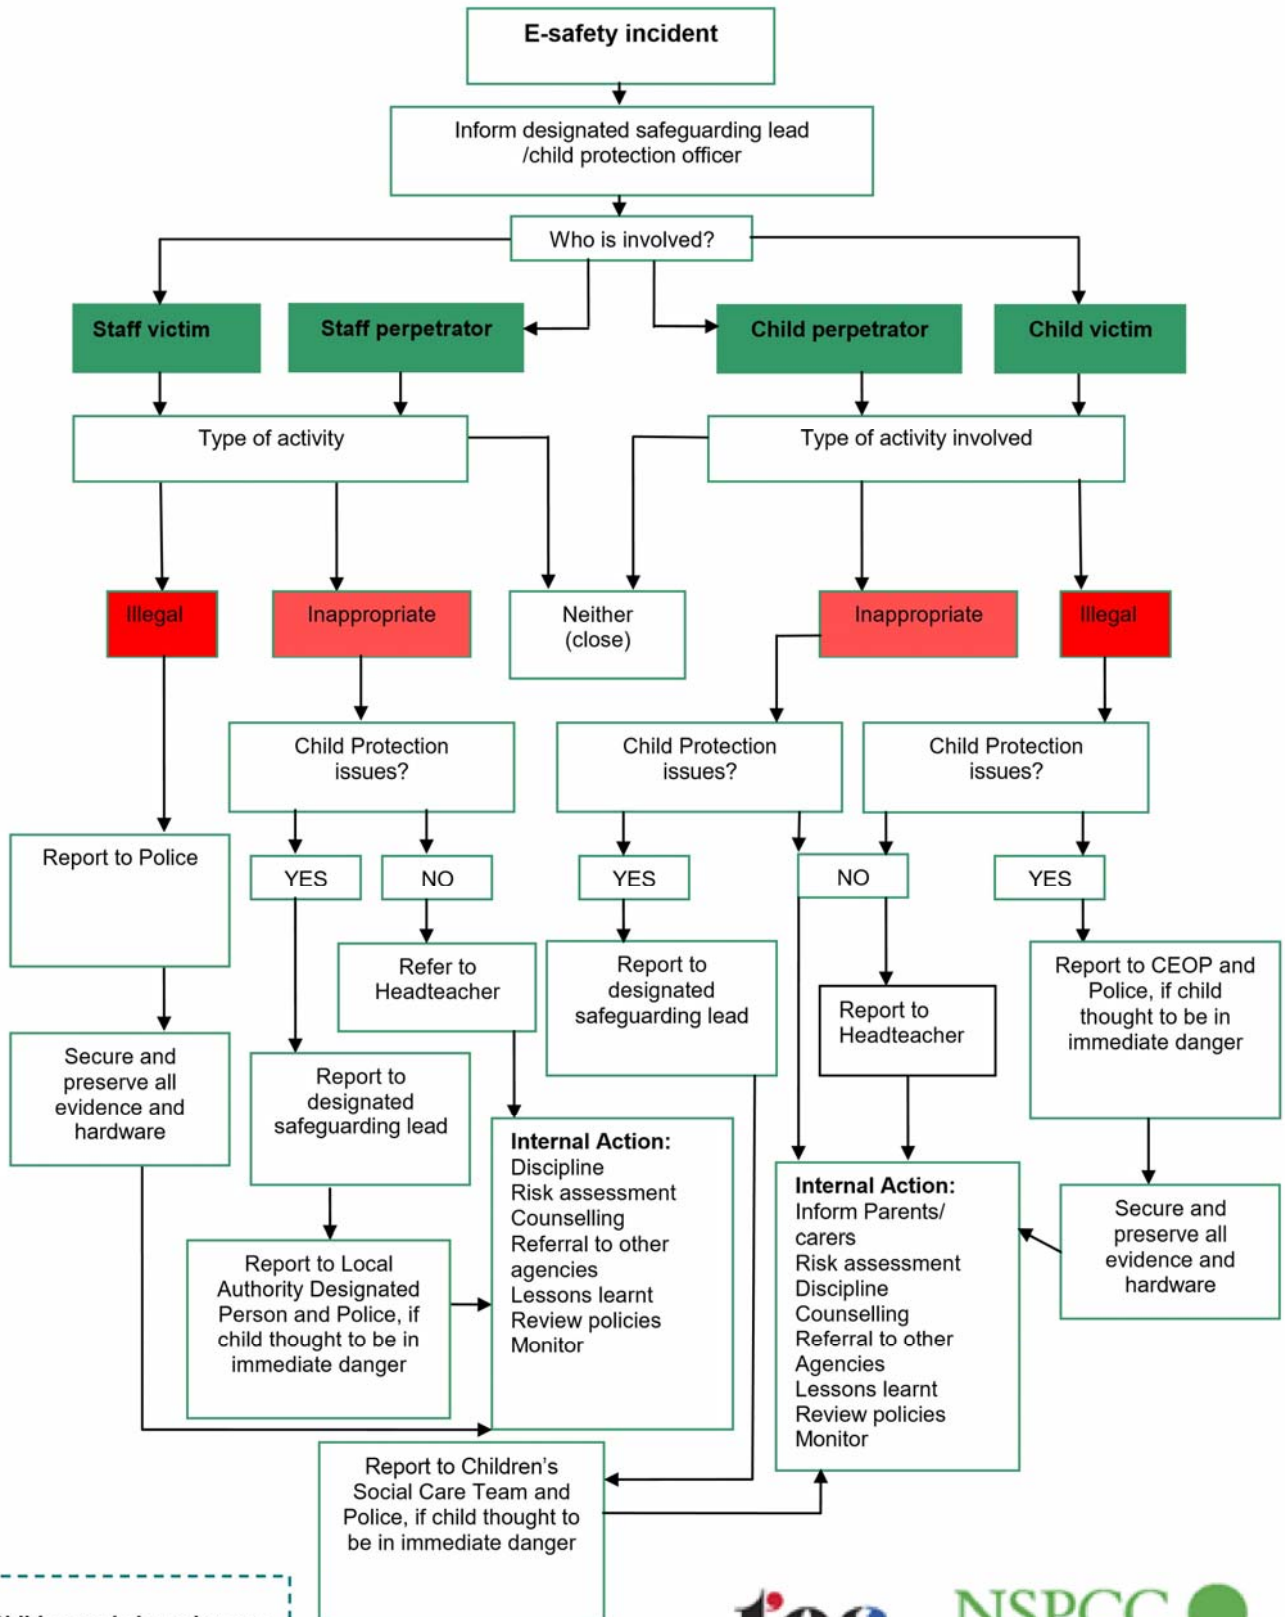 E-safety incident
Inform designated safeguarding lead
/child protection officer
Who is involved?
Staff victim
Staff perpetrator
Child perpetrator
Child victim
Type of activity
Type of activity involved
Illegal
Inappropriate
Neither
(close)
Inappropriate
Illegal
Child Protection
issues?
Child Protection
issues?
Child Protection
issues?
Report to Police
YES
NO
YES
NO
YES
Refer to
Headteacher
Report to
designated
safeguarding lead
Report to
Headteacher
Report to CEOP and
Police, if child
thought to be in
immediate danger
Secure and
preserve all
evidence and
hardware
Report to
designated
safeguarding lead
Internal Action:
Discipline
Risk assessment
Counselling
Referral to other
agencies
Lessons learnt
Review policies
Monitor
Internal Action:
Inform Parents/
carers
Risk assessment
Discipline
Counselling
Referral to other
Agencies
Lessons learnt
Review policies
Monitor
Secure and
preserve all
evidence and
hardware
Report to Local
Authority Designated
Person and Police, if
child thought to be in
immediate danger
Report to Children's
Social Care Team and
Police, if child thought to
be in immediate danger
NSPCC